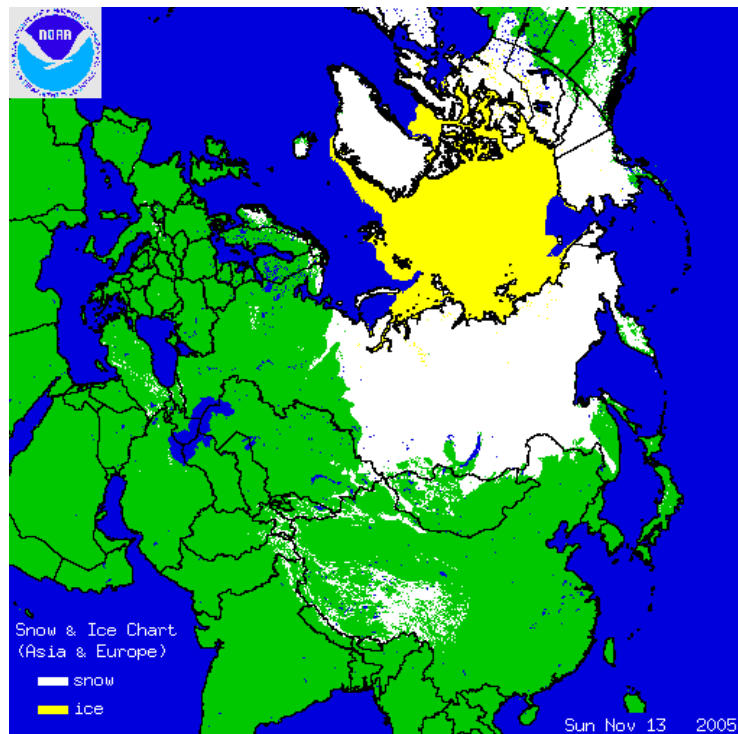 NOAA
Snow & Ice Chart
(Asia & Europe)
snow
ice
Sun Nov 13 2005